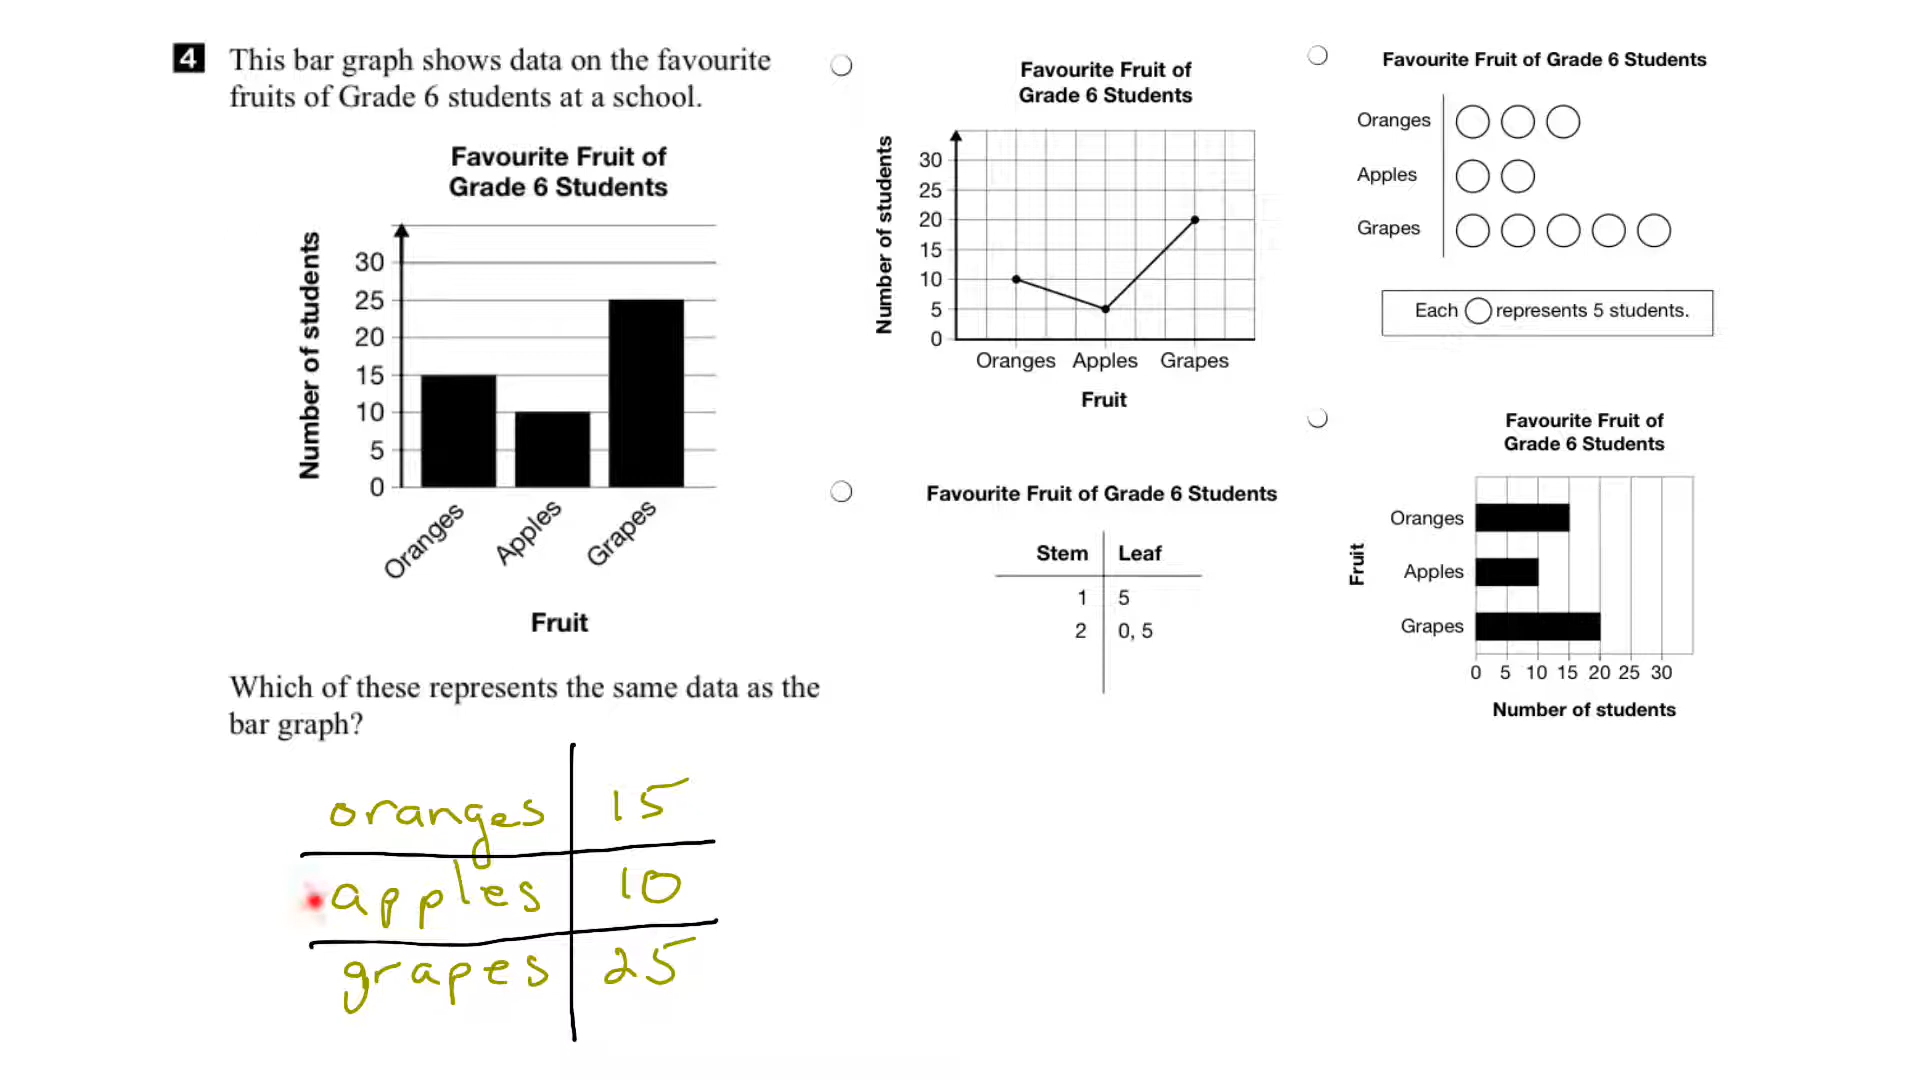 4 This bar graph shows data on the favourite
fruits of Grade 6 students at a school.
Favourite Fruit of
Grade 6 Students
Number of students
30
25
20
15
10
5
0
Oranges Apples Grapes
Fruit
Which of these represents the same data as the
bar graph?
oranges 15
apples 10
grapes 25
Favourite Fruit of
Grade 6 Students
Number of students
30
25
20
15
10
5
0
Oranges Apples Grapes
Fruit
Favourite Fruit of Grade 6 Students
Stem Leaf
1 5
2 0, 5
Favourite Fruit of Grade 6 Students
Oranges
Apples
Grapes
Each represents 5 students.
Favourite Fruit of
Grade 6 Students
Fruit
Oranges
Apples
Grapes
0 5 10 15 20 25 30
Number of students